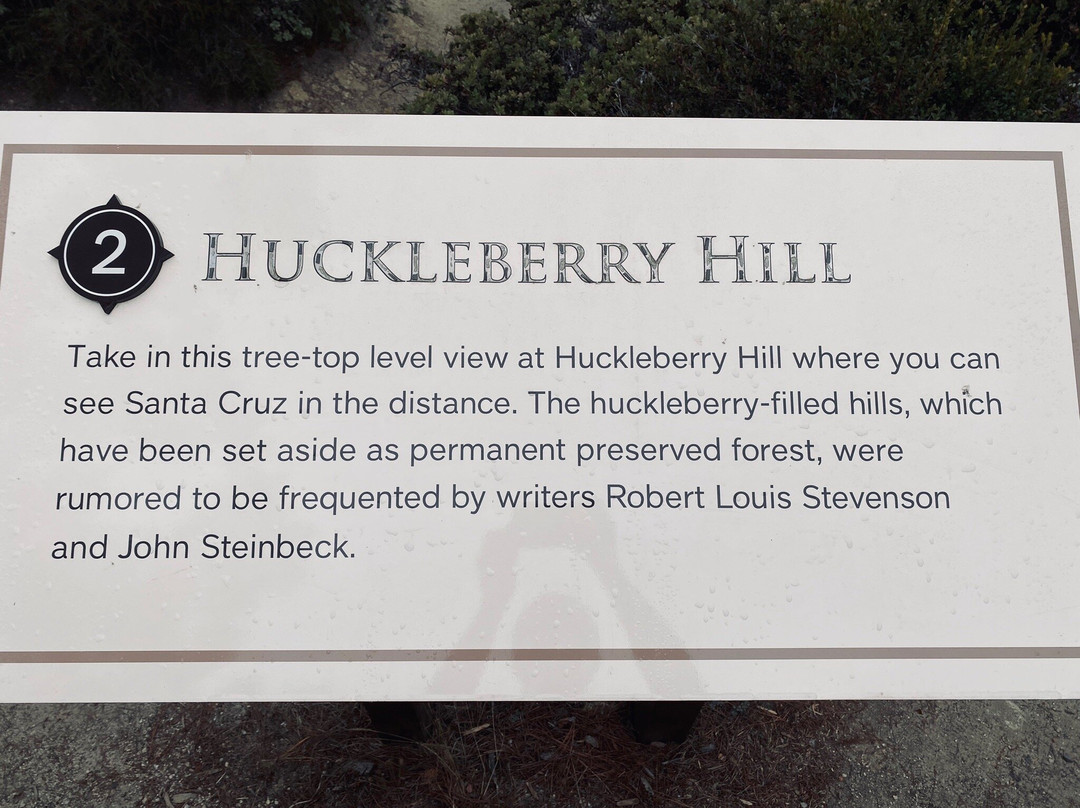 2
HUCKLEBERRY HILL
Take in this tree-top level view at Huckleberry Hill where you can
see Santa Cruz in the distance. The huckleberry-filled hills, which
have been set aside as permanent preserved forest, were
rumored to be frequented by writers Robert Louis Stevenson
and John Steinbeck.